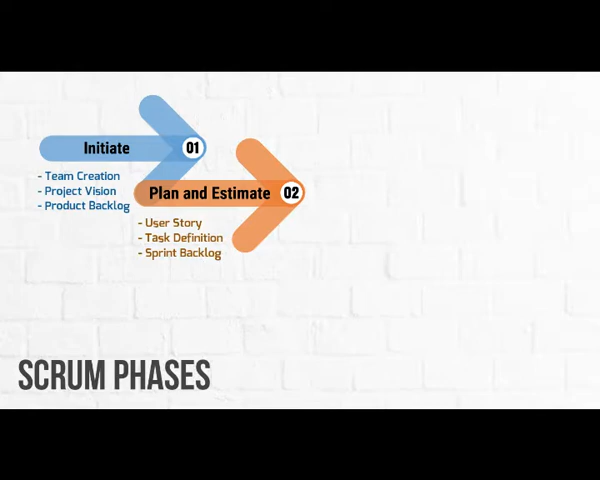 Initiate 01
- Team Creation
- Project Vision
- Product Backlog
Plan and Estimate 02
- User Story
- Task Definition
- Sprint Backlog
SCRUM PHASES